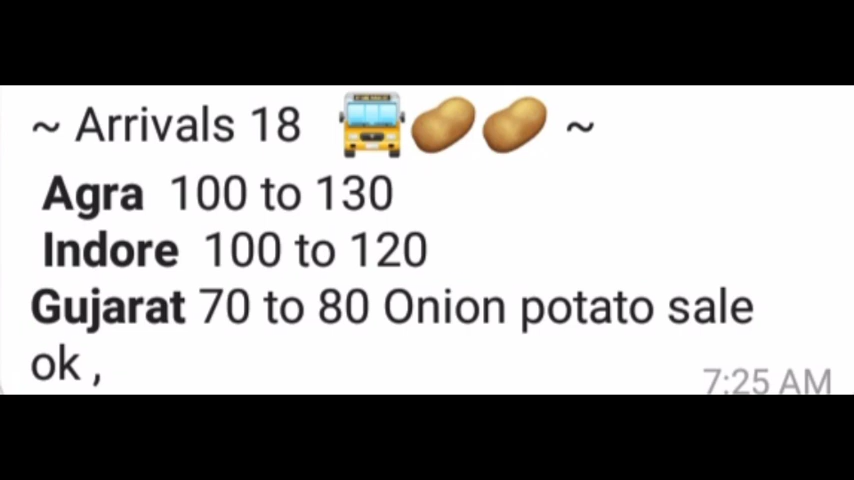 ~ Arrivals 18 🚌🥔🥔 ~
Agra 100 to 130
Indore 100 to 120
Gujarat 70 to 80 Onion potato sale
ok ,
7:25 AM